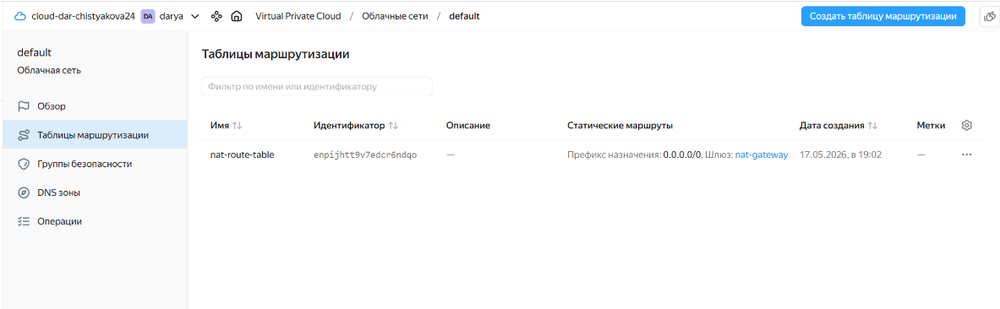 cloud-dar-chistyakova24 DA darya Virtual Private Cloud / Облачные сети / default Создать таблицу маршрутизации
default
Облачная сеть
Обзор
Таблицы маршрутизации
Группы безопасности
DNS зоны
Операции
Таблицы маршрутизации
Фильтр по имени или идентификатору
Имя Идентификатор Описание Статические маршруты Дата создания Метки
nat-route-table enpijhtt9v7edcr6ndqo — Префикс назначения: 0.0.0.0/0, Шлюз: nat-gateway 17.05.2026, в 19:02 —